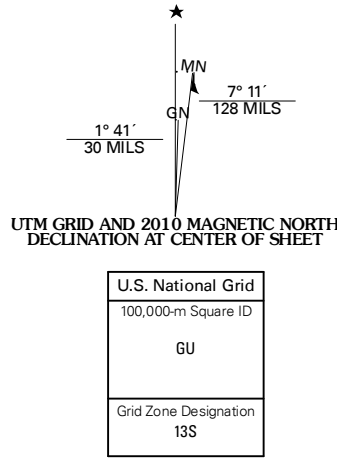 ★
MN
GN
7° 11´
128 MILS
1° 41´
30 MILS
UTM GRID AND 2010 MAGNETIC NORTH
DECLINATION AT CENTER OF SHEET
U.S. National Grid
100,000-m Square ID
GU
Grid Zone Designation
13S